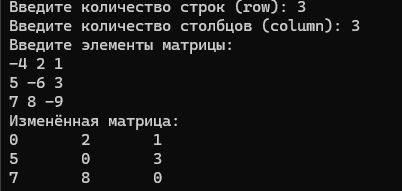 Введите количество строк (row): 3
Введите количество столбцов (column): 3
Введите элементы матрицы:
-4 2 1
5 -6 3
7 8 -9
Изменённая матрица:
0 2 1
5 0 3
7 8 0